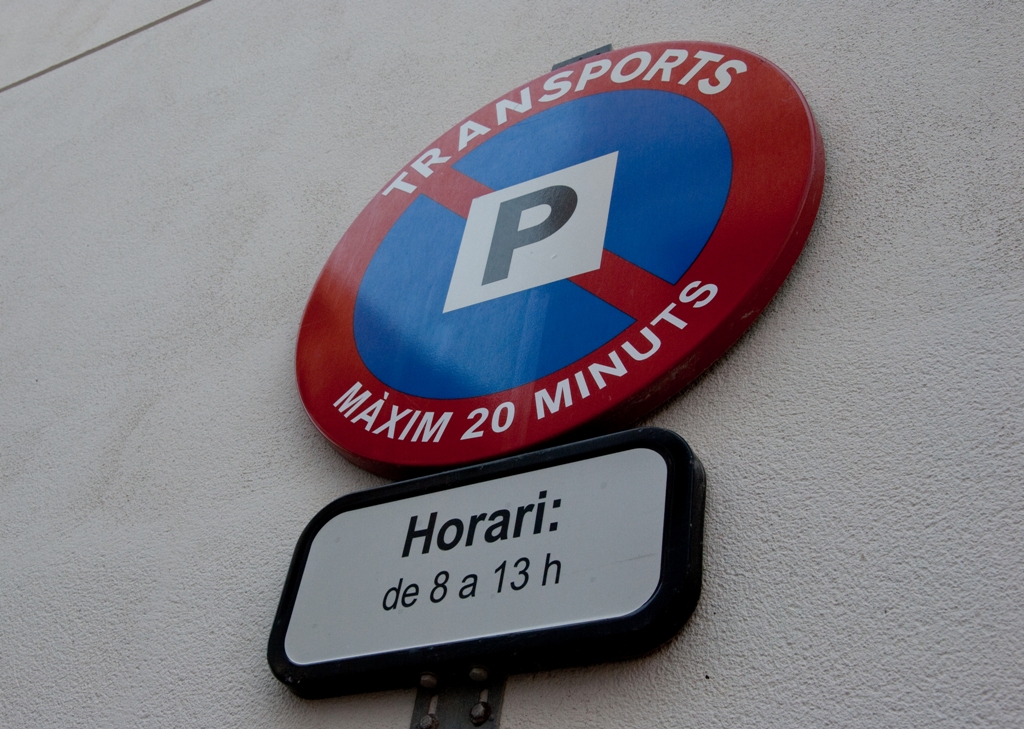 TRANSPORTS
P
MÀXIM 20 MINUTS
Horari:
de 8 a 13 h